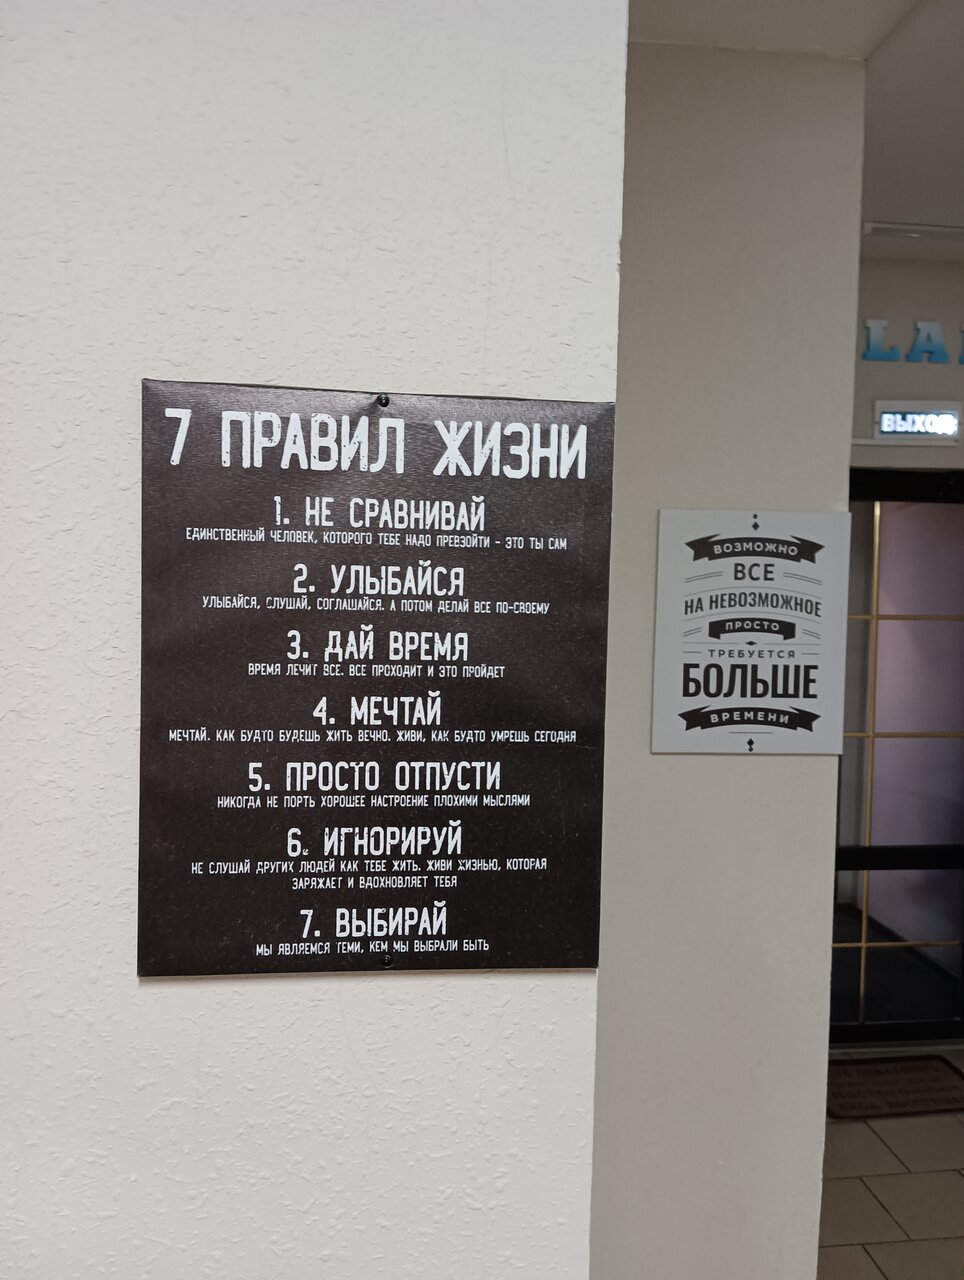 7 ПРАВИЛ ЖИЗНИ
1. НЕ СРАВНИВАЙ
ЕДИНСТВЕННЫЙ ЧЕЛОВЕК, КОТОРОГО ТЕБЕ НАДО ПРЕВЗОЙТИ - ЭТО ТЫ САМ
2. УЛЫБАЙСЯ
УЛЫБАЙСЯ, СЛУШАЙ, СОГЛАШАЙСЯ. А ПОТОМ ДЕЛАЙ ВСЕ ПО-СВОЕМУ
3. ДАЙ ВРЕМЯ
ВРЕМЯ ЛЕЧИТ ВСЕ. ВСЕ ПРОХОДИТ И ЭТО ПРОЙДЕТ
4. МЕЧТАЙ
МЕЧТАЙ. КАК БУДТО БУДЕШЬ ЖИТЬ ВЕЧНО. ЖИВИ, КАК БУДТО УМРЕШЬ СЕГОДНЯ
5. ПРОСТО ОТПУСТИ
НИКОГДА НЕ ПОРТЬ ХОРОШЕЕ НАСТРОЕНИЕ ПЛОХИМИ МЫСЛЯМИ
6. ИГНОРИРУЙ
НЕ СЛУШАЙ ДРУГИХ ЛЮДЕЙ КАК ТЕБЕ ЖИТЬ. ЖИВИ ЖИЗНЬЮ, КОТОРАЯ
ЗАРЯЖАЕТ И ВДОХНОВЛЯЕТ ТЕБЯ
7. ВЫБИРАЙ
МЫ ЯВЛЯЕМСЯ ТЕМИ, КЕМ МЫ ВЫБРАЛИ БЫТЬ
ВОЗМОЖНО
ВСЕ
НА НЕВОЗМОЖНОЕ
ПРОСТО
ТРЕБУЕТСЯ
БОЛЬШЕ
ВРЕМЕНИ
LA
ВЫХОД